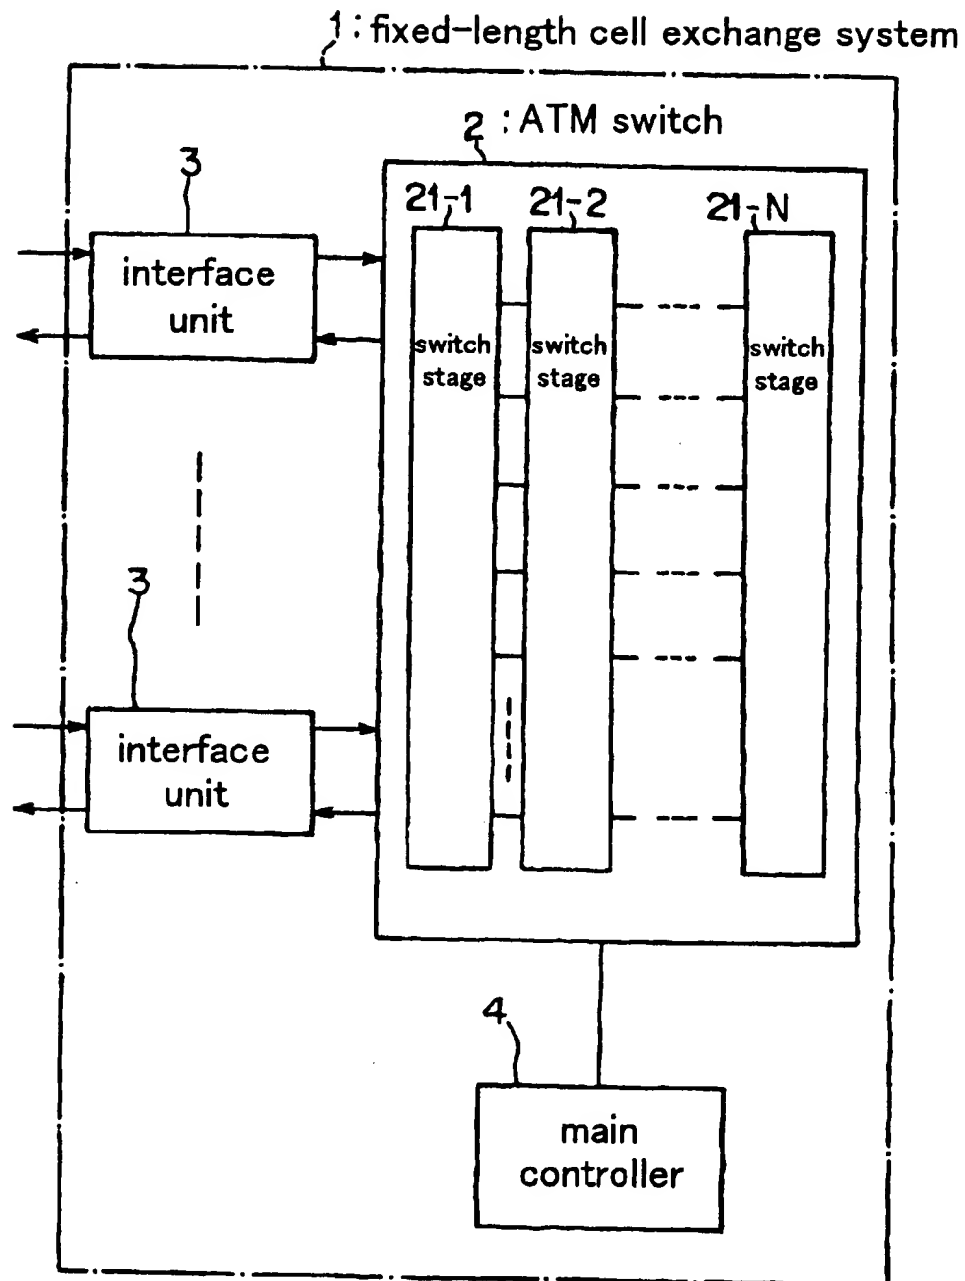 1 : fixed-length cell exchange system
2 : ATM switch
3
21-1
21-2
21-N
interface
unit
switch
stage
switch
stage
switch
stage
3
interface
unit
4
main
controller